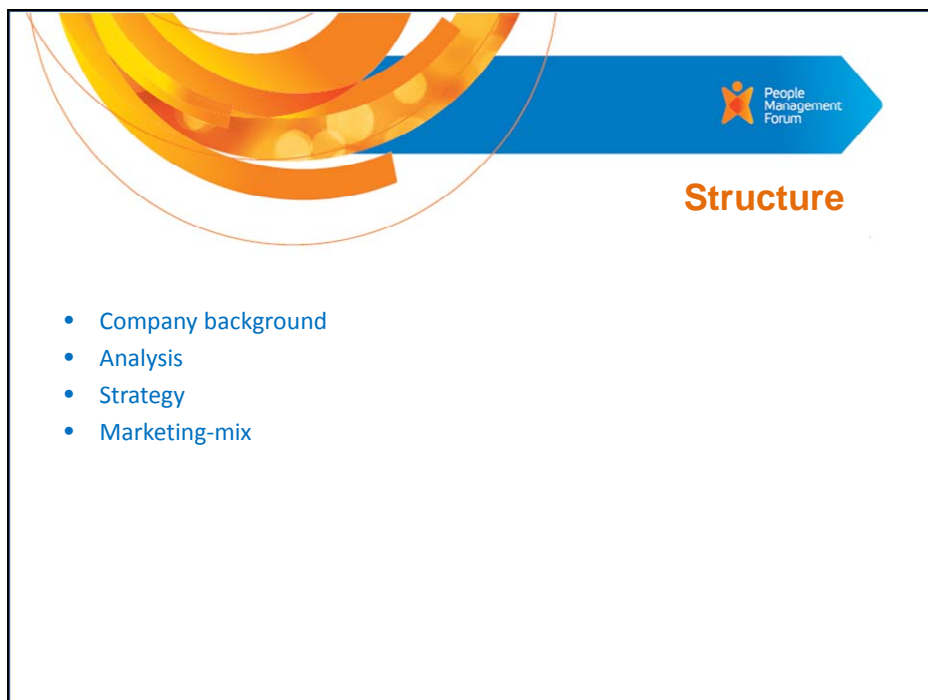 People
Management
Forum
Structure
• Company background
• Analysis
• Strategy
• Marketing-mix